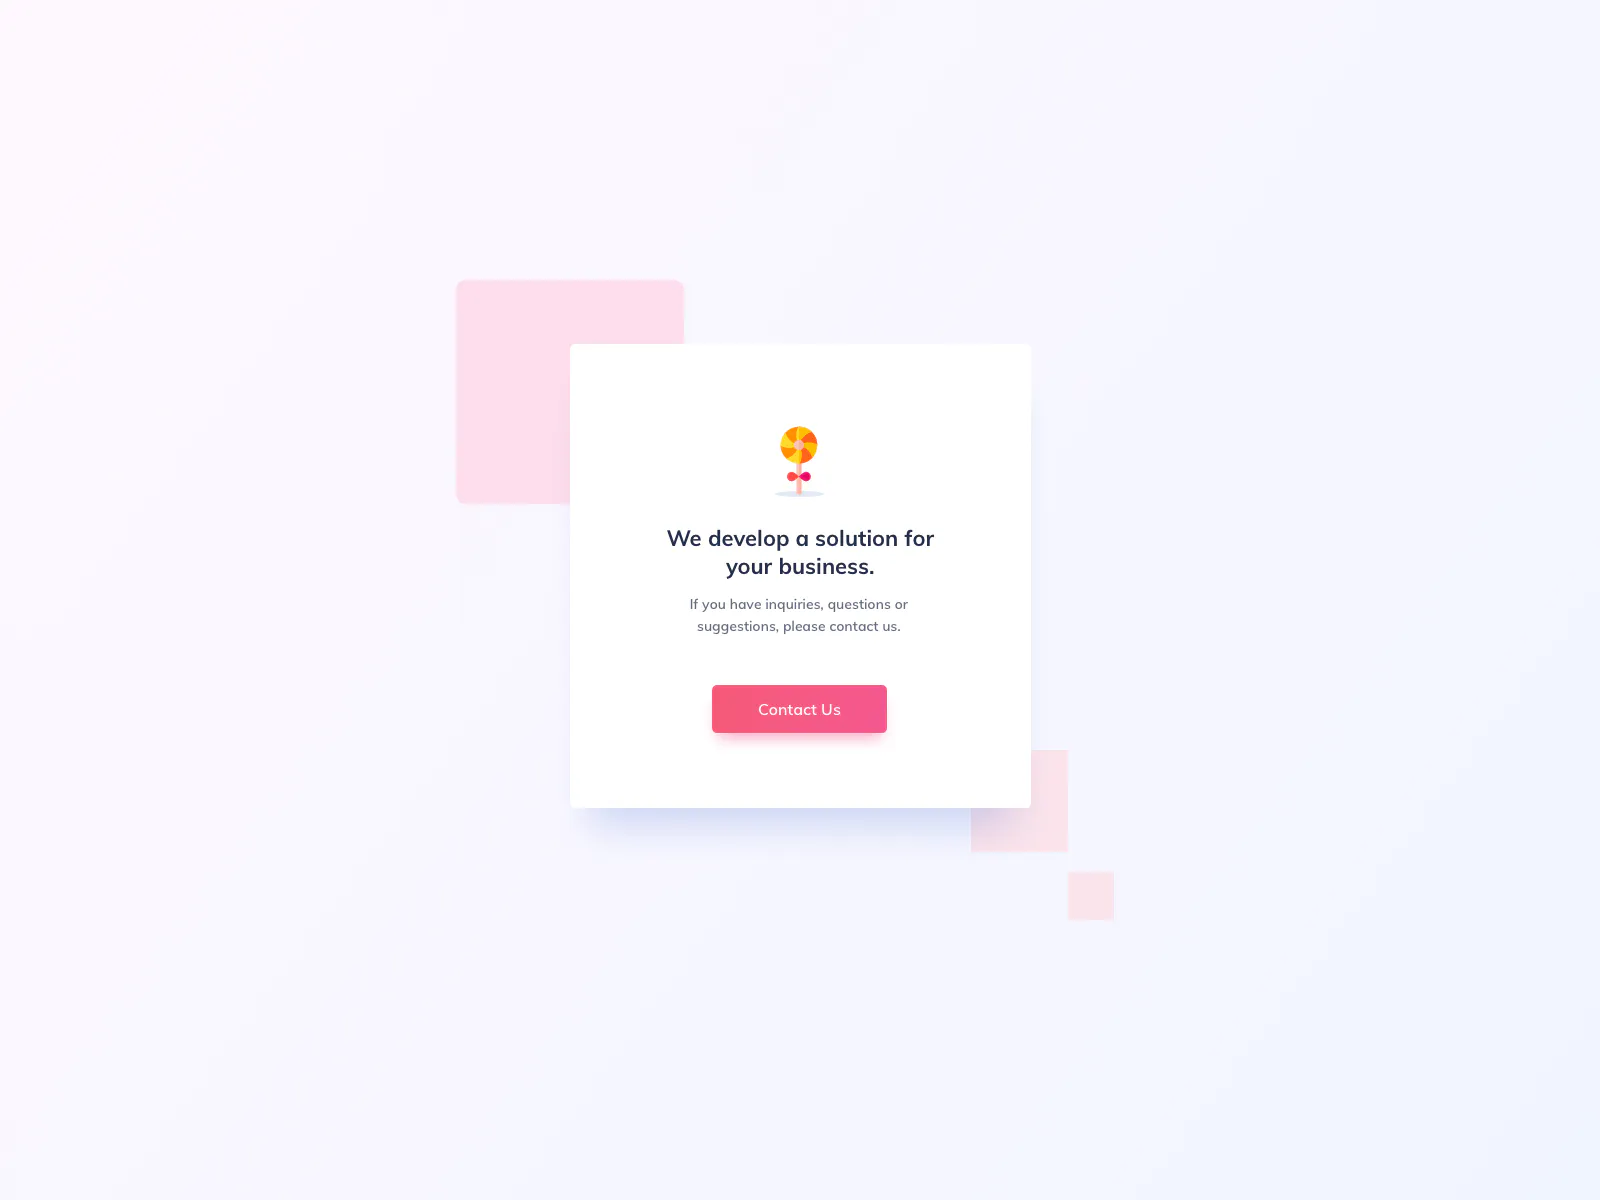 We develop a solution for
your business.
If you have inquiries, questions or
suggestions, please contact us.
Contact Us